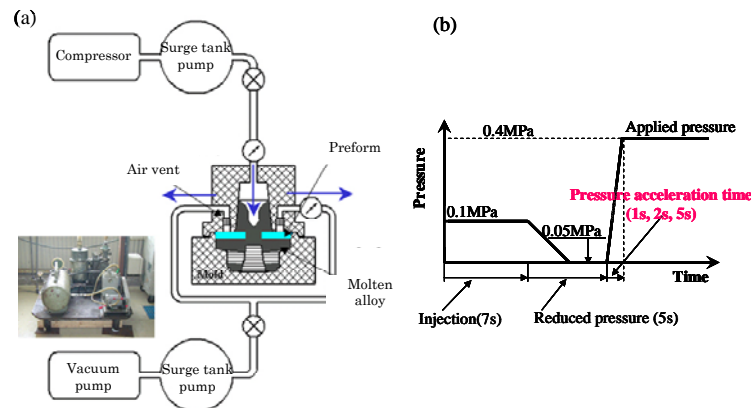 (a)
Compressor
Surge tank
pump
Air vent
Preform
Mold
Molten
alloy
Vacuum
pump
Surge tank
pump
(b)
Pressure
0.4MPa
Applied pressure
Pressure acceleration time
(1s, 2s, 5s)
0.1MPa
0.05MPa
Time
Injection(7s)
Reduced pressure (5s)